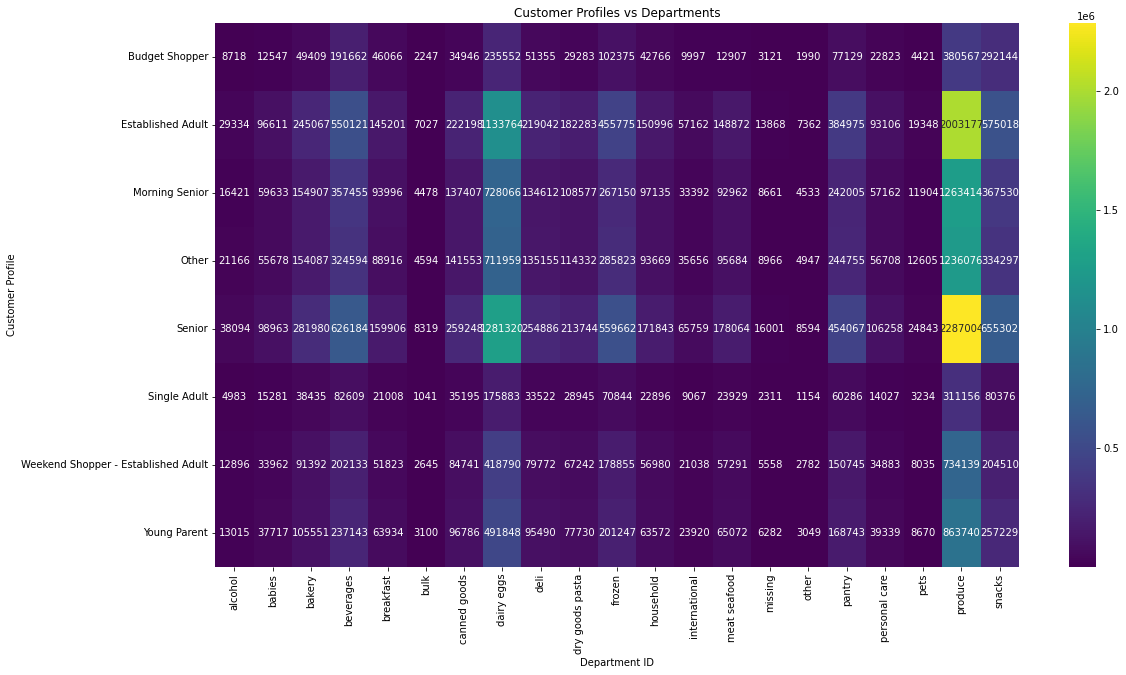 Customer Profiles vs Departments
1e6
Budget Shopper 8718 12547 49409 191662 46066 2247 34946 235552 51355 29283 102375 42766 9997 12907 3121 1990 77129 22823 4421 380567 292144
Established Adult 29334 96611 245067 550121 145201 7027 222198 1133764 219042 182283 455775 150996 57162 148872 13868 7362 384975 93106 19348 2003177 575018
Morning Senior 16421 59633 154907 357455 93996 4478 137407 728066 134612 108577 267150 97135 33392 92962 8661 4533 242005 57162 11904 1263414 367530
Other 21166 55678 154087 324594 88916 4594 141553 711959 135155 114332 285823 93669 35656 95684 8966 4947 244755 56708 12605 1236076 334297
Senior 38094 98963 281980 626184 159906 8319 259248 1281320 254886 213744 559662 171843 65759 178064 16001 8594 454067 106258 24843 2287004 655302
Single Adult 4983 15281 38435 82609 21008 1041 35195 175883 33522 28945 70844 22896 9067 23929 2311 1154 60286 14027 3234 311156 80376
Weekend Shopper - Established Adult 12896 33962 91392 202133 51823 2645 84741 418790 79772 67242 178855 56980 21038 57291 5558 2782 150745 34883 8035 734139 204510
Young Parent 13015 37717 105551 237143 63934 3100 96786 491848 95490 77730 201247 63572 23920 65072 6282 3049 168743 39339 8670 863740 257229
Customer Profile
alcohol
babies
bakery
beverages
breakfast
bulk
canned goods
dairy eggs
deli
dry goods pasta
frozen
household
international
meat seafood
missing
other
pantry
personal care
pets
produce
snacks
Department ID
2.0
1.5
1.0
0.5